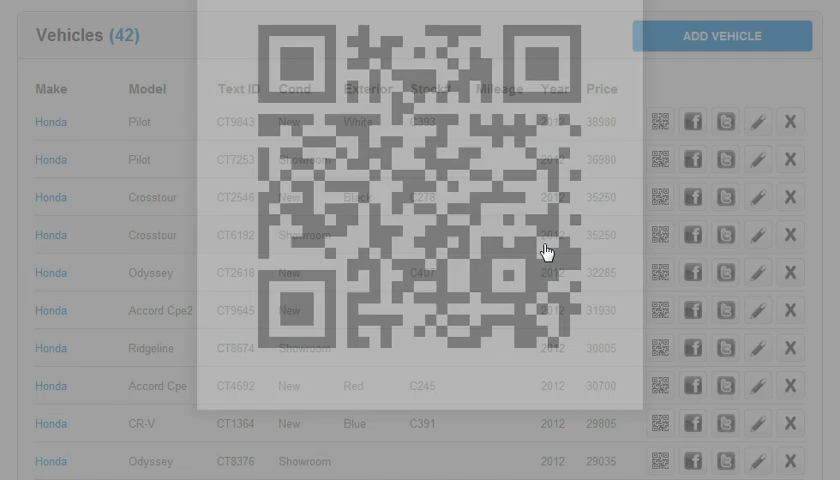 Vehicles (42) ADD VEHICLE
Make Model Text ID Cond Exterior Stock# Mileage Year Price
Honda Pilot CT9843 New White C393 2012 38980
Honda Pilot CT7253 Showroom 2012 36980
Honda Crosstour CT2546 New Black C278 2012 35250
Honda Crosstour CT6192 Showroom 2012 35250
Honda Odyssey CT2618 New C407 2012 32285
Honda Accord Cpe2 CT9645 New 2012 31930
Honda Ridgeline CT8674 Showroom 2012 30805
Honda Accord Cpe CT4692 New Red C245 2012 30700
Honda CR-V CT1364 New Blue C391 2012 29805
Honda Odyssey CT8376 Showroom 2012 29035